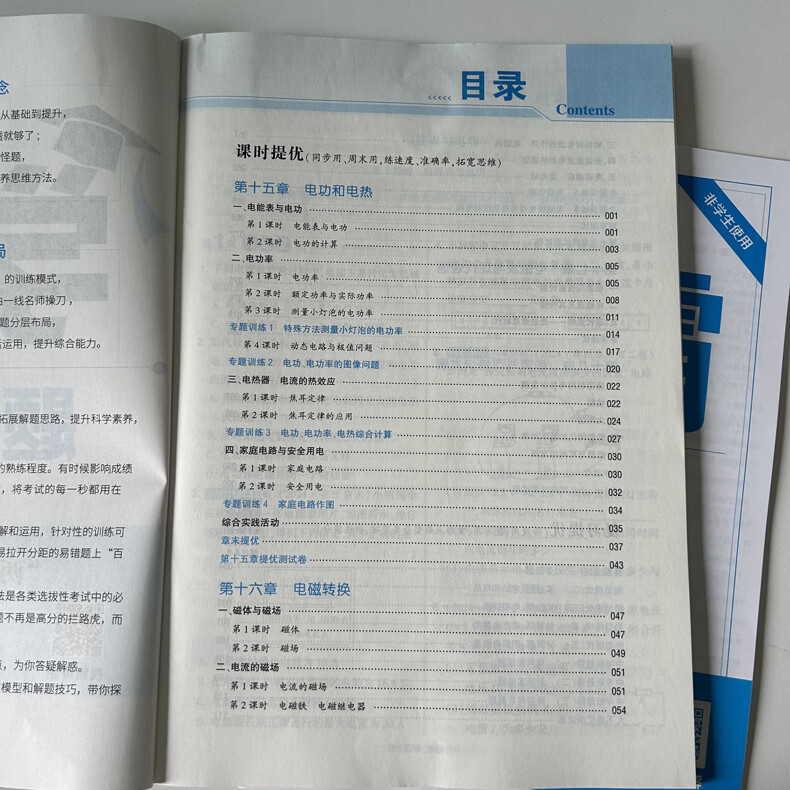 念
从基础到提升，
就够了；
怪题，
养思维方法。
局
的训练模式，
由一线名师操刀，
题分层布局，
运用，提升综合能力。
拓展解题思路，提升科学素养，
的熟练程度。有时候影响成绩
，将考试的每一秒都用在
解和运用，针对性的训练可
易拉开分距的易错题上“百
法是各类选拔性考试中的必
题不再是高分的拦路虎，而
点，为你答疑解惑。
模型和解题技巧，带你探
<<<<< 目录
Contents
课时提优(同步用、周末用,练速度、准确率,拓宽思维)
第十五章 电功和电热
一、电能表与电功 001
第1课时 电能表与电功 001
第2课时 电功的计算 003
二、电功率 005
第1课时 电功率 005
第2课时 额定功率与实际功率 008
第3课时 测量小灯泡的电功率 011
专题训练1 特殊方法测量小灯泡的电功率 014
第4课时 动态电路与极值问题 017
专题训练2 电功、电功率的图像问题 020
三、电热器 电流的热效应 022
第1课时 焦耳定律 022
第2课时 焦耳定律的应用 024
专题训练3 电功、电功率、电热综合计算 027
四、家庭电路与安全用电 030
第1课时 家庭电路 030
第2课时 安全用电 032
专题训练4 家庭电路作图 034
综合实践活动 035
章末提优 037
第十五章提优测试卷 043
第十六章 电磁转换
一、磁体与磁场 047
第1课时 磁体 047
第2课时 磁场 049
二、电流的磁场 051
第1课时 电流的磁场 051
第2课时 电磁铁 电磁继电器 054
非学生使用